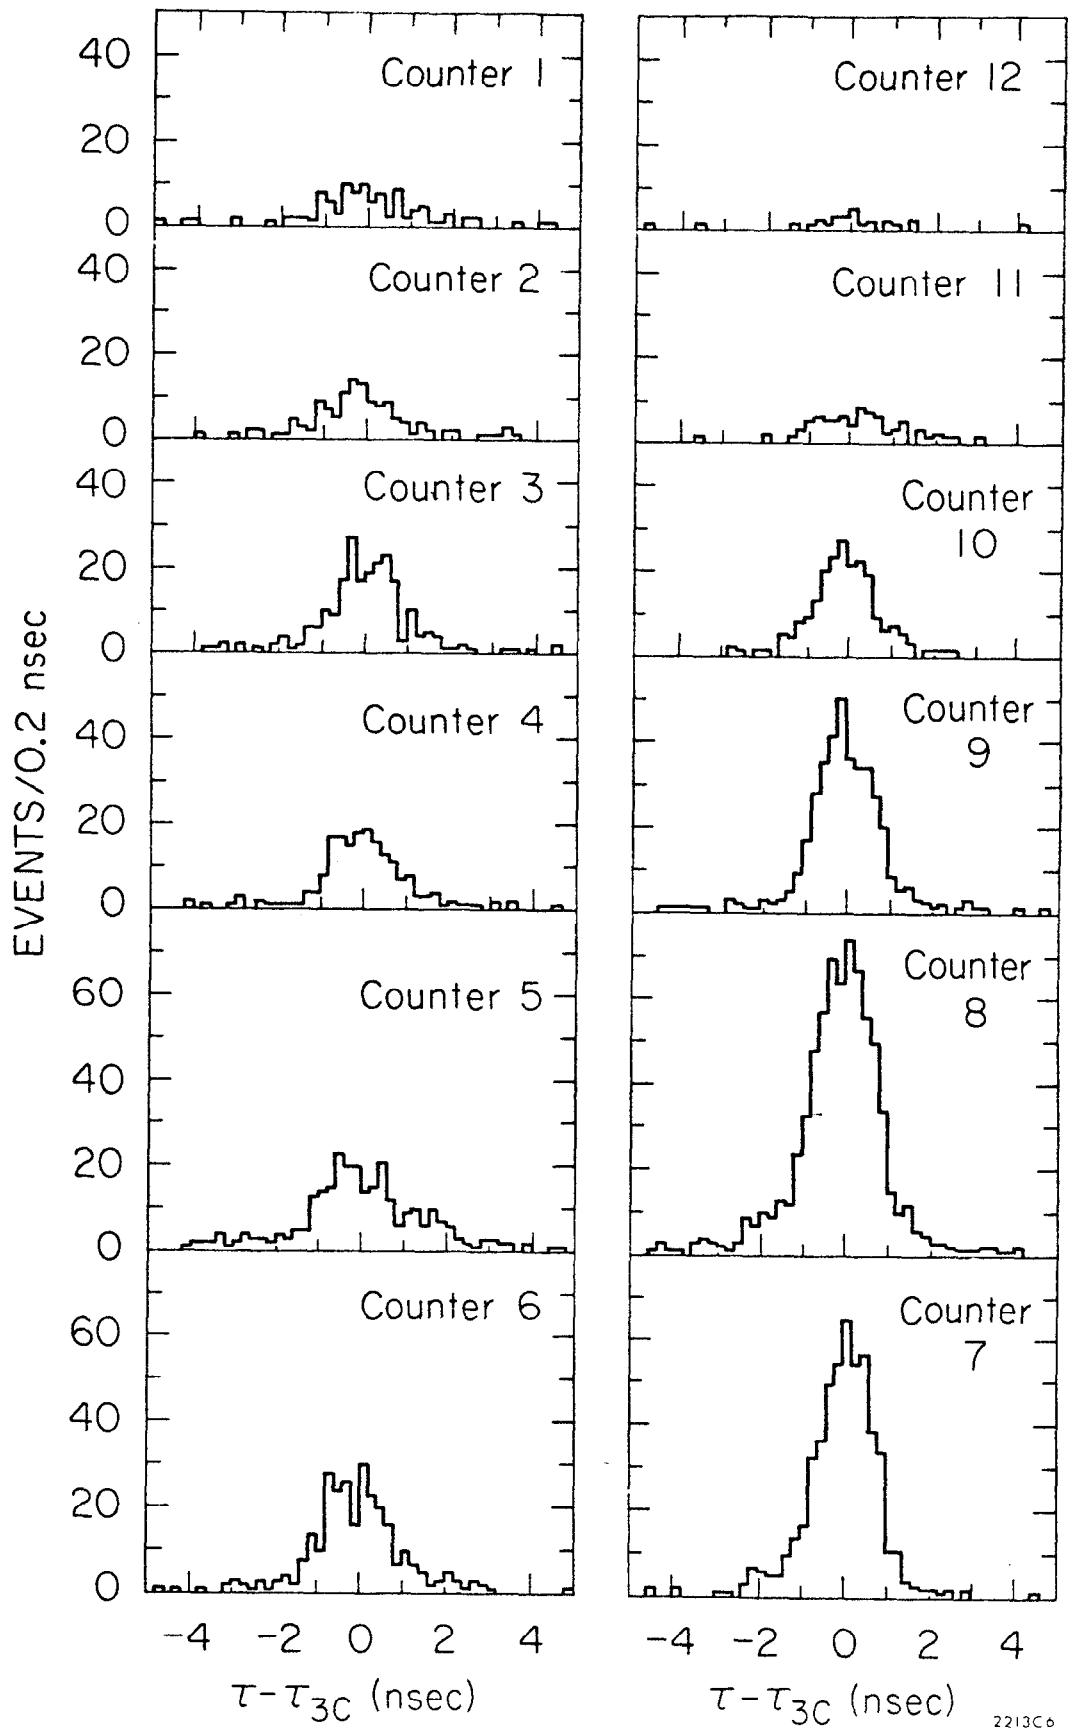 40
20
0
Counter 1
40
20
0
Counter 2
40
20
0
Counter 3
40
20
0
Counter 4
60
40
20
0
Counter 5
60
40
20
0
Counter 6
EVENTS/0.2 nsec
-4 -2 0 2 4
τ-τ3C (nsec)
Counter 12
Counter 11
Counter
10
Counter
9
Counter
8
Counter
7
-4 -2 0 2 4
τ-τ3C (nsec)
2213C6